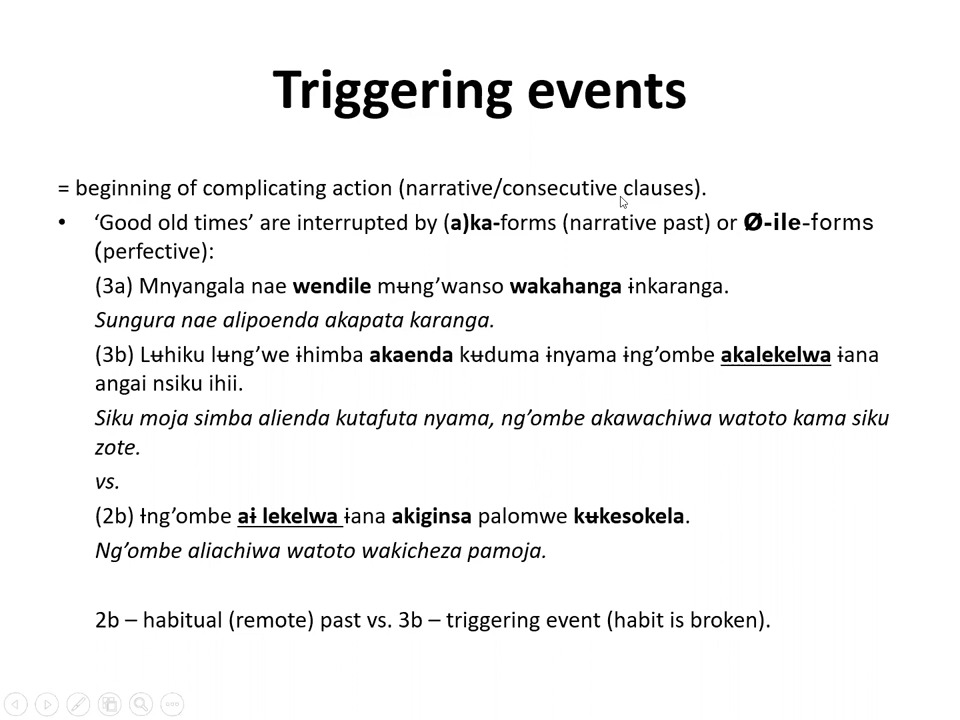 Triggering events
= beginning of complicating action (narrative/consecutive clauses).
• ‘Good old times’ are interrupted by (a)ka-forms (narrative past) or Ø-ile-forms
(perfective):
(3a) Mnyangala nae wendile mʉng’wanso wakahanga ɨnkaranga.
Sungura nae alipoenda akapata karanga.
(3b) Lʉhiku lʉng’we ɨhimba akaenda kʉduma ɨnyama ɨng’ombe akalekelwa ɨana
angai nsiku ihii.
Siku moja simba alienda kutafuta nyama, ng’ombe akawachiwa watoto kama siku
zote.
vs.
(2b) Ɨng’ombe aɨ lekelwa ɨana akiginsa palomwe kʉkesokela.
Ng’ombe aliachiwa watoto wakicheza pamoja.
2b – habitual (remote) past vs. 3b – triggering event (habit is broken).